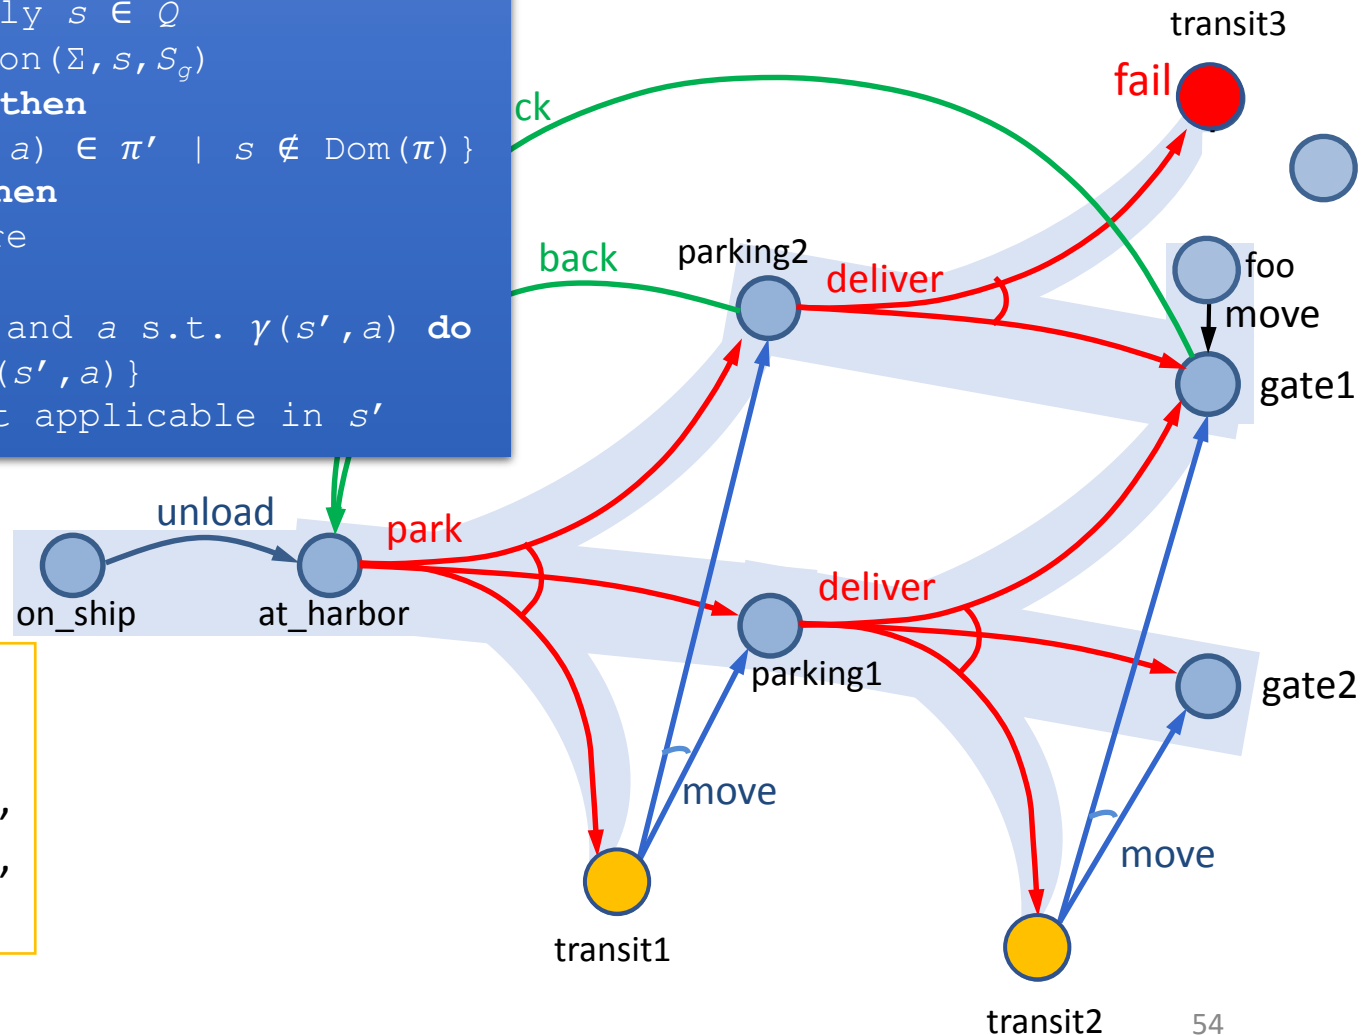 ly s ∈ Q
on(Σ,s,S_g)
then
a) ∈ π′ | s ∉ Dom(π)}
hen
re
and a s.t. γ(s′,a) do
(s′,a)}
t applicable in s′
transit3
fail
ck
back
parking2
deliver
foo
move
gate1
unload
park
on_ship
at_harbor
deliver
parking1
gate2
move
move
,
,
transit1
transit2
54